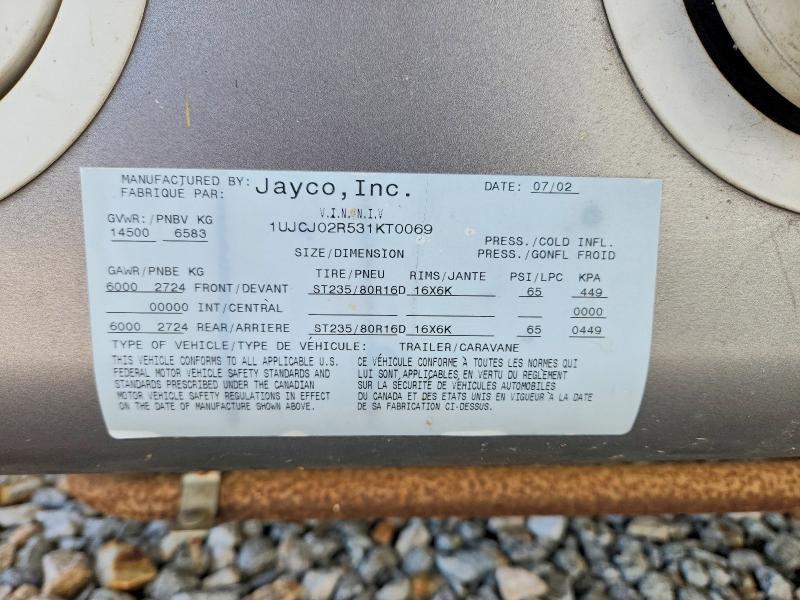 MANUFACTURED BY: Jayco, Inc. DATE: 07/02
FABRIQUE PAR:
GVWR:/PNBV KG V.I.N./N.I.V
14500 6583 1UJCJ02R531KT0069
SIZE/DIMENSION PRESS./COLD INFL.
PRESS./GONFL FROID
GAWR/PNBE KG TIRE/PNEU RIMS/JANTE PSI/LPC KPA
6000 2724 FRONT/DEVANT ST235/80R16D 16X6K 65 449
00000 INT/CENTRAL 0000
6000 2724 REAR/ARRIERE ST235/80R16D 16X6K 65 0449
TYPE OF VEHICLE/TYPE DE VÉHICULE: TRAILER/CARAVANE
THIS VEHICLE CONFORMS TO ALL APPLICABLE U.S.
FEDERAL MOTOR VEHICLE SAFETY STANDARDS AND
STANDARDS PRESCRIBED UNDER THE CANADIAN
MOTOR VEHICLE SAFETY REGULATIONS IN EFFECT
ON THE DATE OF MANUFACTURE SHOWN ABOVE.
CE VÉHICULE CONFORME À TOUTES LES NORMES QUI
LUI SONT APPLICABLES EN VERTU DU REGLEMENT
SUR LA SÉCURITÉ DE VÉHICULES AUTOMOBILES
DU CANADA ET DES ETATS UNIS EN VIGUEUR À LA DATE
DE SA FABRICATION CI-DESSUS.